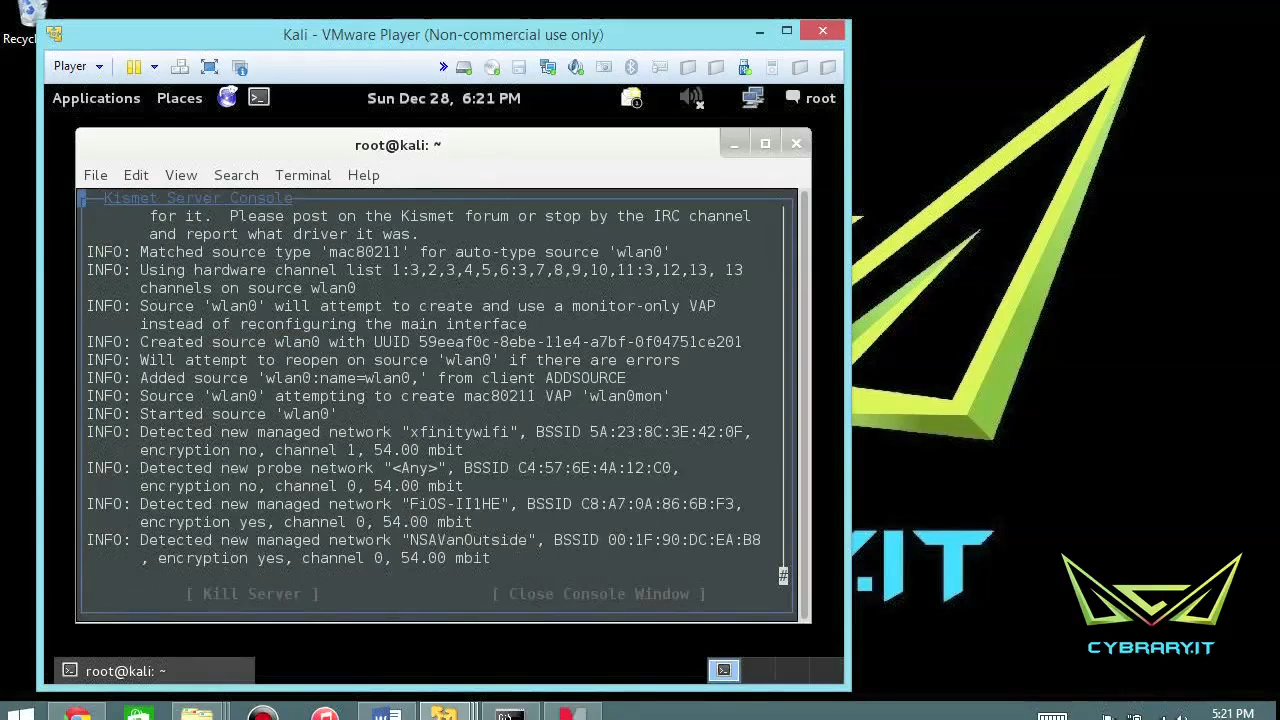 Recycl
Kali - VMware Player (Non-commercial use only)
Player
Applications Places Sun Dec 28, 6:21 PM root
root@kali: ~
File Edit View Search Terminal Help
Kismet Server Console
for it. Please post on the Kismet forum or stop by the IRC channel
and report what driver it was.
INFO: Matched source type 'mac80211' for auto-type source 'wlan0'
INFO: Using hardware channel list 1:3,2,3,4,5,6:3,7,8,9,10,11:3,12,13, 13
channels on source wlan0
INFO: Source 'wlan0' will attempt to create and use a monitor-only VAP
instead of reconfiguring the main interface
INFO: Created source wlan0 with UUID 59eeaf0c-8ebe-11e4-a7bf-0f04751ce201
INFO: Will attempt to reopen on source 'wlan0' if there are errors
INFO: Added source 'wlan0:name=wlan0,' from client ADDSOURCE
INFO: Source 'wlan0' attempting to create mac80211 VAP 'wlan0mon'
INFO: Started source 'wlan0'
INFO: Detected new managed network "xfinitywifi", BSSID 5A:23:8C:3E:42:0F,
encryption no, channel 1, 54.00 mbit
INFO: Detected new probe network "<Any>", BSSID C4:57:6E:4A:12:C0,
encryption no, channel 0, 54.00 mbit
INFO: Detected new managed network "FiOS-II1HE", BSSID C8:A7:0A:86:6B:F3,
encryption yes, channel 0, 54.00 mbit
INFO: Detected new managed network "NSAVanOutside", BSSID 00:1F:90:DC:EA:B8
, encryption yes, channel 0, 54.00 mbit
#
[ Kill Server ] [ Close Console Window ]
root@kali: ~
.IT
CYBRARY.IT
5:21 PM